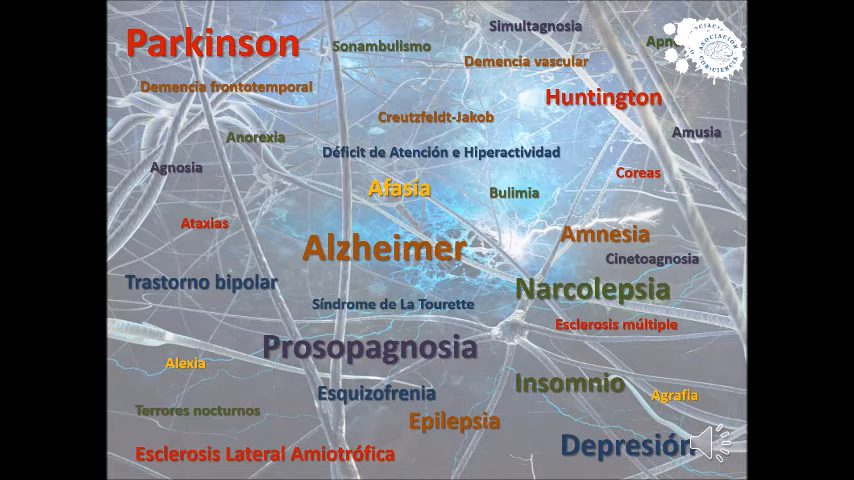 Simultagnosia
Parkinson
Sonambulismo
Demencia vascular
Demencia frontotemporal
Huntington
Creutzfeldt-Jakob
Anorexia
Amusia
Déficit de Atención e Hiperactividad
Agnosia
Coreas
Afasia
Bulimia
Ataxias
Amnesia
Alzheimer
Cinetoagnosia
Trastorno bipolar
Narcolepsia
Síndrome de La Tourette
Esclerosis múltiple
Prosopagnosia
Alexia
Insomnio
Esquizofrenia
Agrafia
Terrores nocturnos
Epilepsia
Depresión
Esclerosis Lateral Amiotrófica